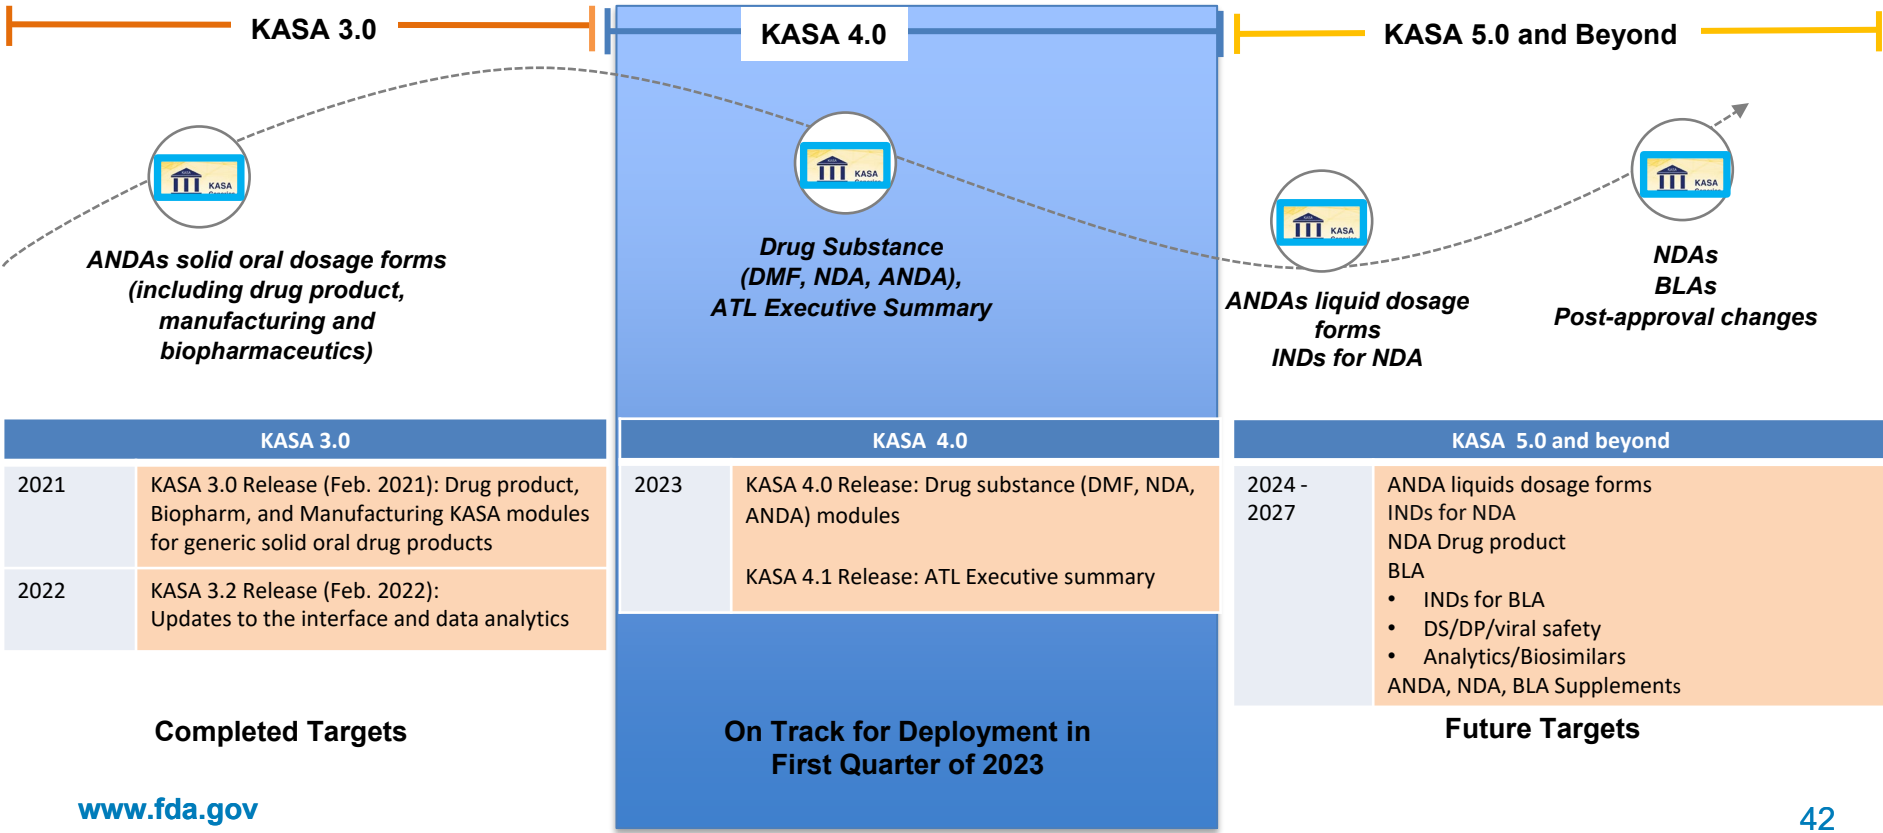 KASA 3.0
KASA 4.0
KASA 5.0 and Beyond
KASA
KASA
KASA
KASA
ANDAs solid oral dosage forms
(including drug product,
manufacturing and
biopharmaceutics)
Drug Substance
(DMF, NDA, ANDA),
ATL Executive Summary
ANDAs liquid dosage
forms
INDs for NDA
NDAs
BLAs
Post-approval changes
KASA 3.0
2021
KASA 3.0 Release (Feb. 2021): Drug product,
Biopharm, and Manufacturing KASA modules
for generic solid oral drug products
2022
KASA 3.2 Release (Feb. 2022):
Updates to the interface and data analytics
Completed Targets
KASA 4.0
2023
KASA 4.0 Release: Drug substance (DMF, NDA,
ANDA) modules
KASA 4.1 Release: ATL Executive summary
On Track for Deployment in
First Quarter of 2023
KASA 5.0 and beyond
2024 -
2027
ANDA liquids dosage forms
INDs for NDA
NDA Drug product
BLA
• INDs for BLA
• DS/DP/viral safety
• Analytics/Biosimilars
ANDA, NDA, BLA Supplements
Future Targets
www.fda.gov
42